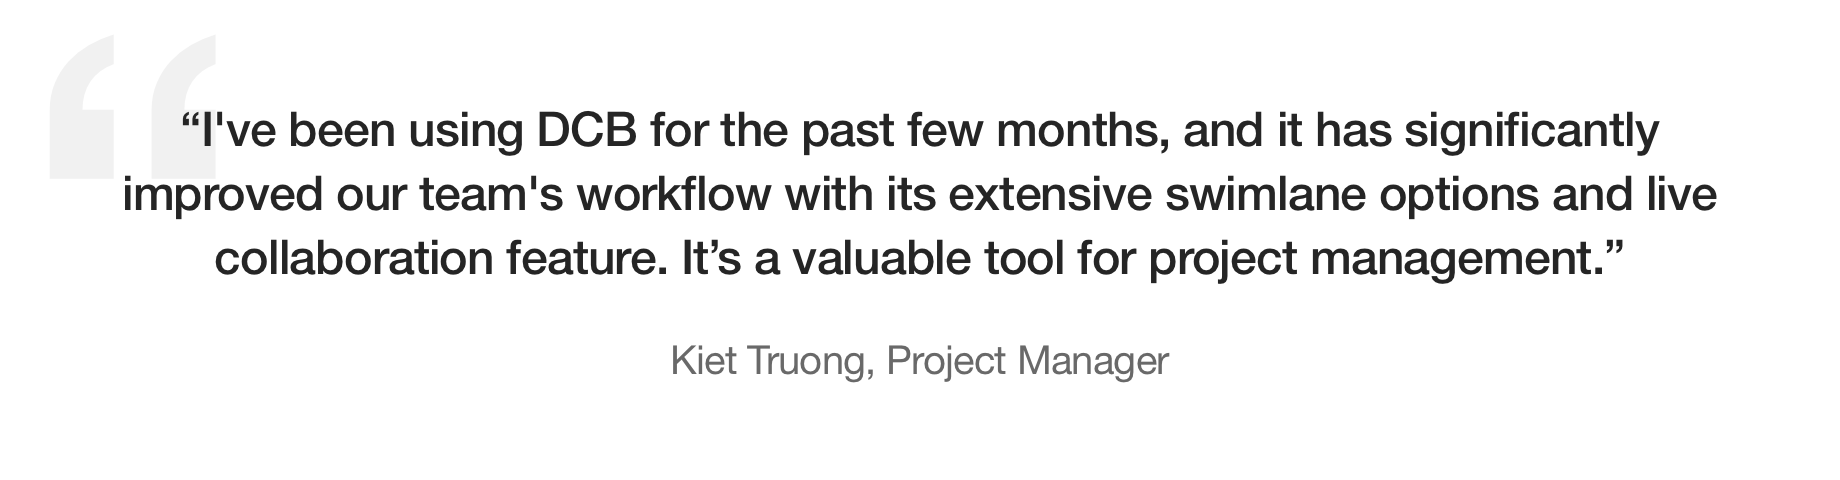 “I've been using DCB for the past few months, and it has significantly
improved our team's workflow with its extensive swimlane options and live
collaboration feature. It’s a valuable tool for project management.”
Kiet Truong, Project Manager